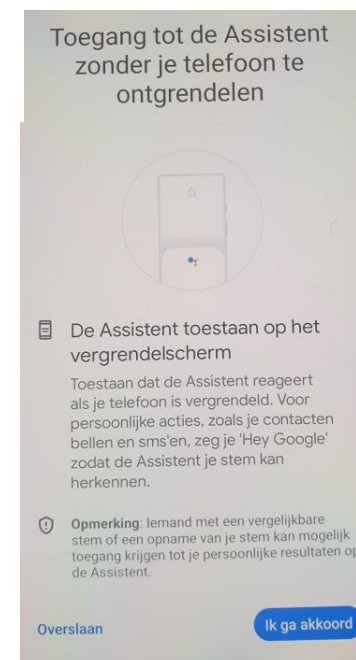 Toegang tot de Assistent
zonder je telefoon te
ontgrendelen
De Assistent toestaan op het
vergrendelscherm
Toestaan dat de Assistent reageert
als je telefoon is vergrendeld. Voor
persoonlijke acties, zoals je contacten
bellen en sms'en, zeg je 'Hey Google'
zodat de Assistent je stem kan
herkennen.
Opmerking: Iemand met een vergelijkbare
stem of een opname van je stem kan mogelijk
toegang krijgen tot je persoonlijke resultaten op
de Assistent.
Overslaan
Ik ga akkoord